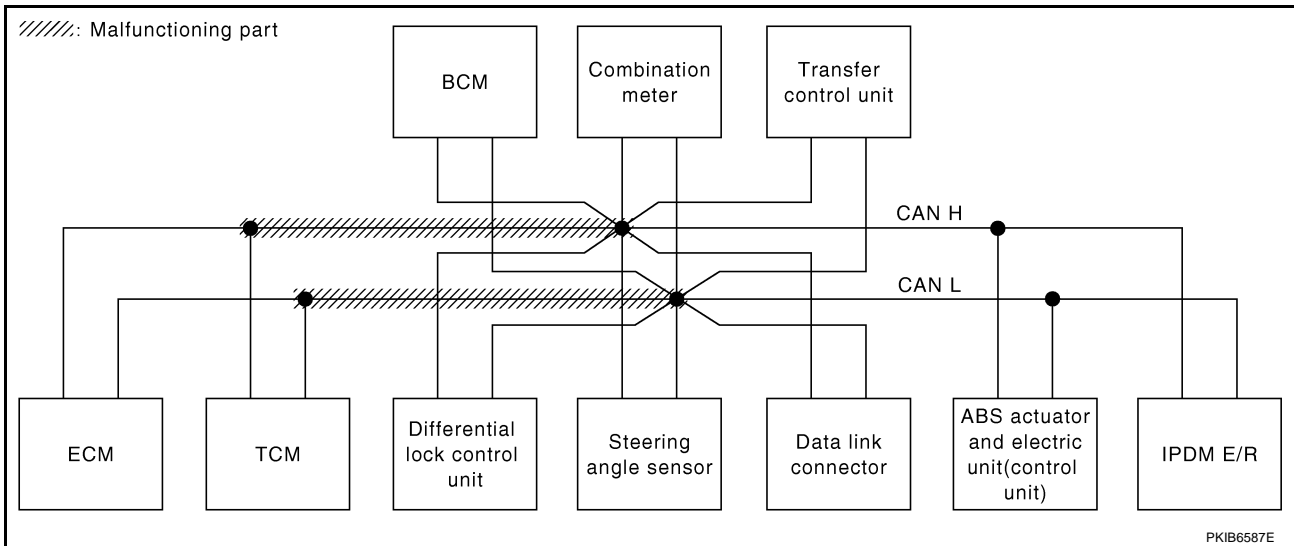 : Malfunctioning part
BCM
Combination
meter
Transfer
control unit
CAN H
CAN L
ECM
TCM
Differential
lock control
unit
Steering
angle sensor
Data link
connector
ABS actuator
and electric
unit(control
unit)
IPDM E/R
PKIB6587E